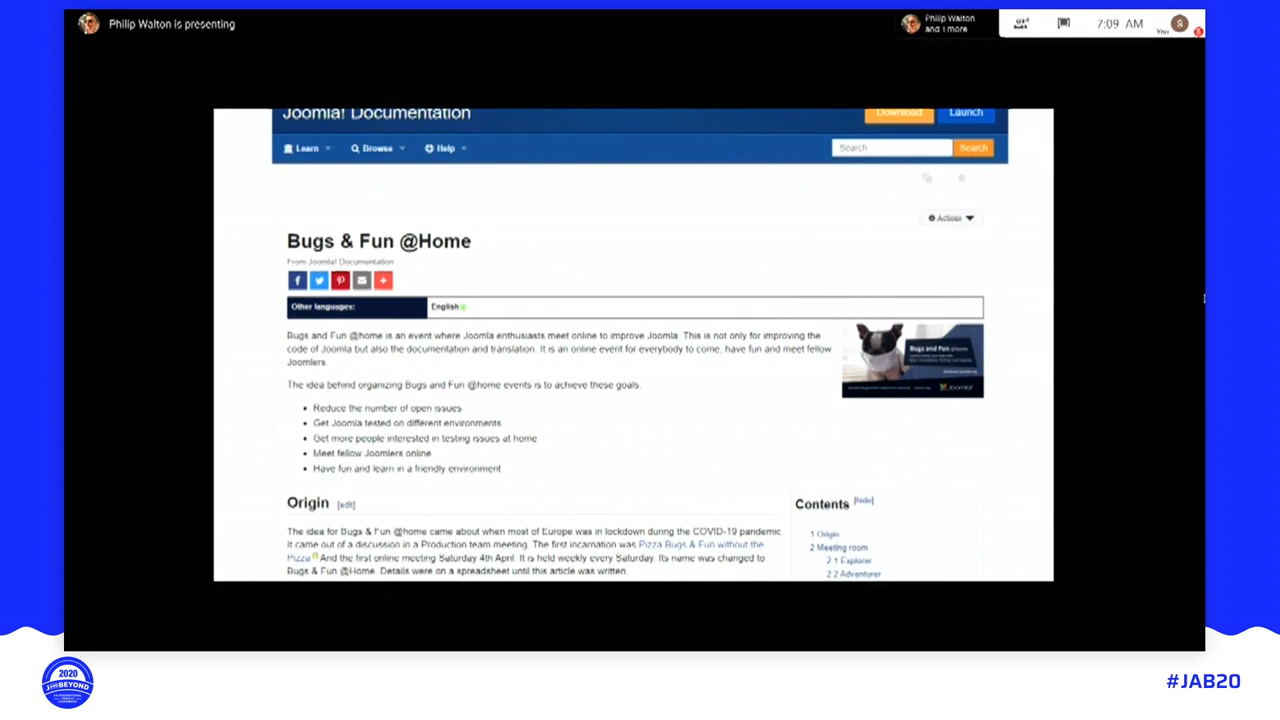 Philip Walton is presenting
Philip Walton
and 1 more
7:09 AM
You
S
Joomla! Documentation
Download
Launch
Learn
Browse
Help
Search
Search
Actions
Bugs & Fun @Home
From Joomla! Documentation
Other languages:
English
Bugs and Fun @home is an event where Joomla enthusiasts meet online to improve Joomla. This is not only for improving the
code of Joomla but also the documentation and translation. It is an online event for everybody to come, have fun and meet fellow
Joomlers.
Bugs and Fun @home
Joomla!
The idea behind organizing Bugs and Fun @home events is to achieve these goals.
Reduce the number of open issues
Get Joomla tested on different environments
Get more people interested in testing issues at home
Meet fellow Joomlers online
Have fun and learn in a friendly environment
Origin [edit]
The idea for Bugs & Fun @home came about when most of Europe was in lockdown during the COVID-19 pandemic
It came out of a discussion in a Production team meeting. The first incarnation was Pizza Bugs & Fun without the
Pizza And the first online meeting Saturday 4th April. It is held weekly every Saturday. Its name was changed to
Bugs & Fun @Home. Details were on a spreadsheet until this article was written.
Contents [hide]
1 Origin
2 Meeting room
2.1 Explorer
2.2 Adventurer
2020
J AND BEYOND
#JAB20